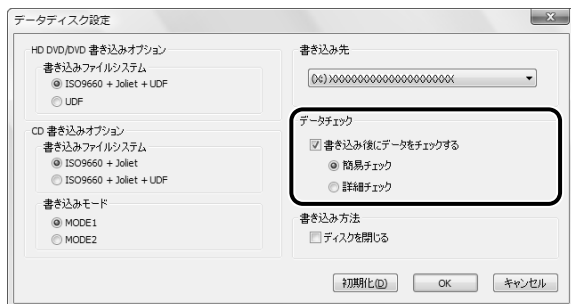 データディスク設定
HD DVD/DVD 書き込みオプション
書き込みファイルシステム
ISO9660 + Joliet + UDF
UDF
CD 書き込みオプション
書き込みファイルシステム
ISO9660 + Joliet
ISO9660 + Joliet + UDF
書き込みモード
MODE1
MODE2
書き込み先
データチェック
書き込み後にデータをチェックする
簡易チェック
詳細チェック
書き込み方法
ディスクを閉じる
初期化(D)
OK
キャンセル